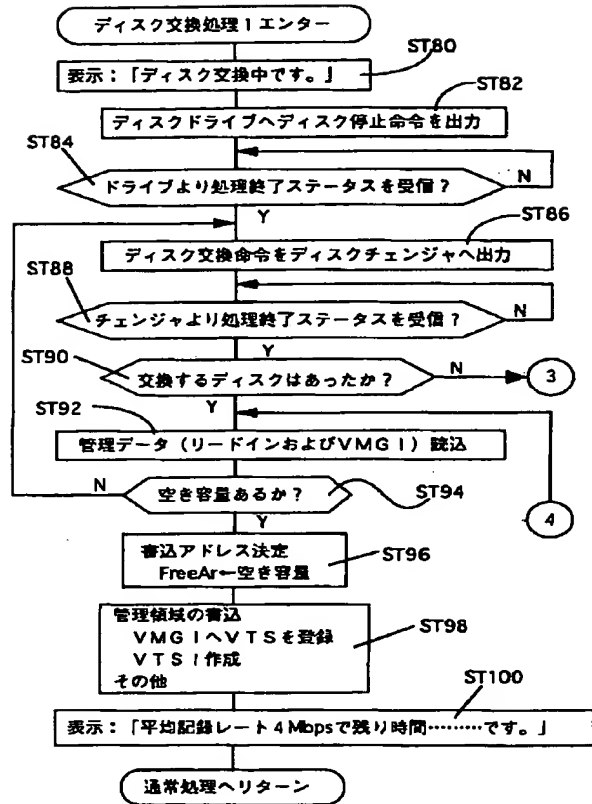 ディスク交換処理1エンター
ST80
表示：「ディスク交換中です。」
ST82
ディスクドライブへディスク停止命令を出力
ST84
ドライブより処理終了ステータスを受信？
N
Y
ST86
ディスク交換命令をディスクチェンジャへ出力
ST88
チェンジャより処理終了ステータスを受信？
N
Y
ST90
交換するディスクはあったか？
N
3
Y
ST92
管理データ（リードインおよびVMGI）読込
N
空き容量あるか？
ST94
4
Y
書込アドレス決定
FreeAr←空き容量
ST96
管理領域の書込
VMGIへVTSを登録
VTSI作成
その他
ST98
ST100
表示：「平均記録レート4Mbpsで残り時間………です。」
通常処理へリターン